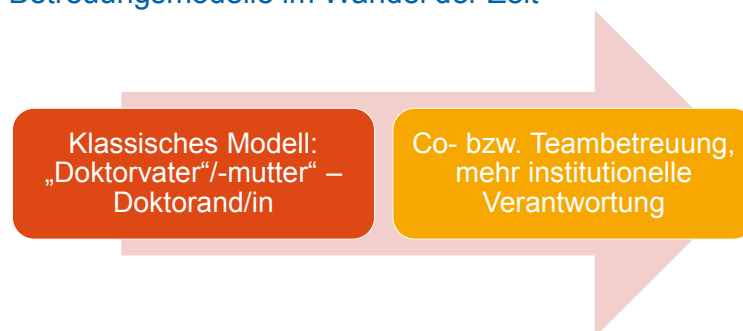 Betreuungsmodelle im Wandel der Zeit
Klassisches Modell:
„Doktorvater“/-mutter“ –
Doktorand/in
Co- bzw. Teambetreuung,
mehr institutionelle
Verantwortung